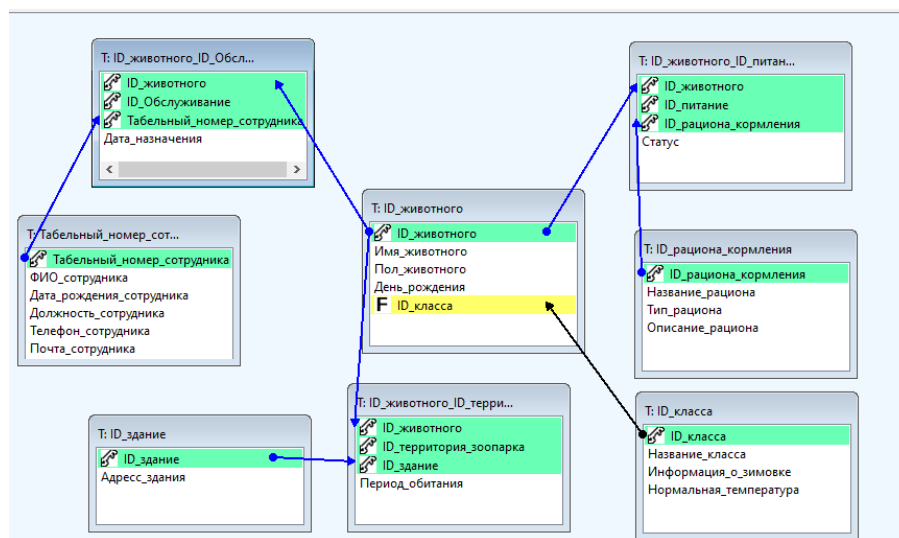 T: ID_животного_ID_Обсл...
ID_животного
ID_Обслуживание
Табельный_номер_сотрудника
Дата_назначения
T: ID_животного_ID_питан...
ID_животного
ID_питание
ID_рациона_кормления
Статус
T: ID_животного
ID_животного
Имя_животного
Пол_животного
День_рождения
F ID_класса
T: Табельный_номер_сот...
Табельный_номер_сотрудника
ФИО_сотрудника
Дата_рождения_сотрудника
Должность_сотрудника
Телефон_сотрудника
Почта_сотрудника
T: ID_рациона_кормления
ID_рациона_кормления
Название_рациона
Тип_рациона
Описание_рациона
T: ID_животного_ID_терри...
ID_животного
ID_территория_зоопарка
ID_здание
Период_обитания
T: ID_здание
ID_здание
Адресс_здания
T: ID_класса
ID_класса
Название_класса
Информация_о_зимовке
Нормальная_температура